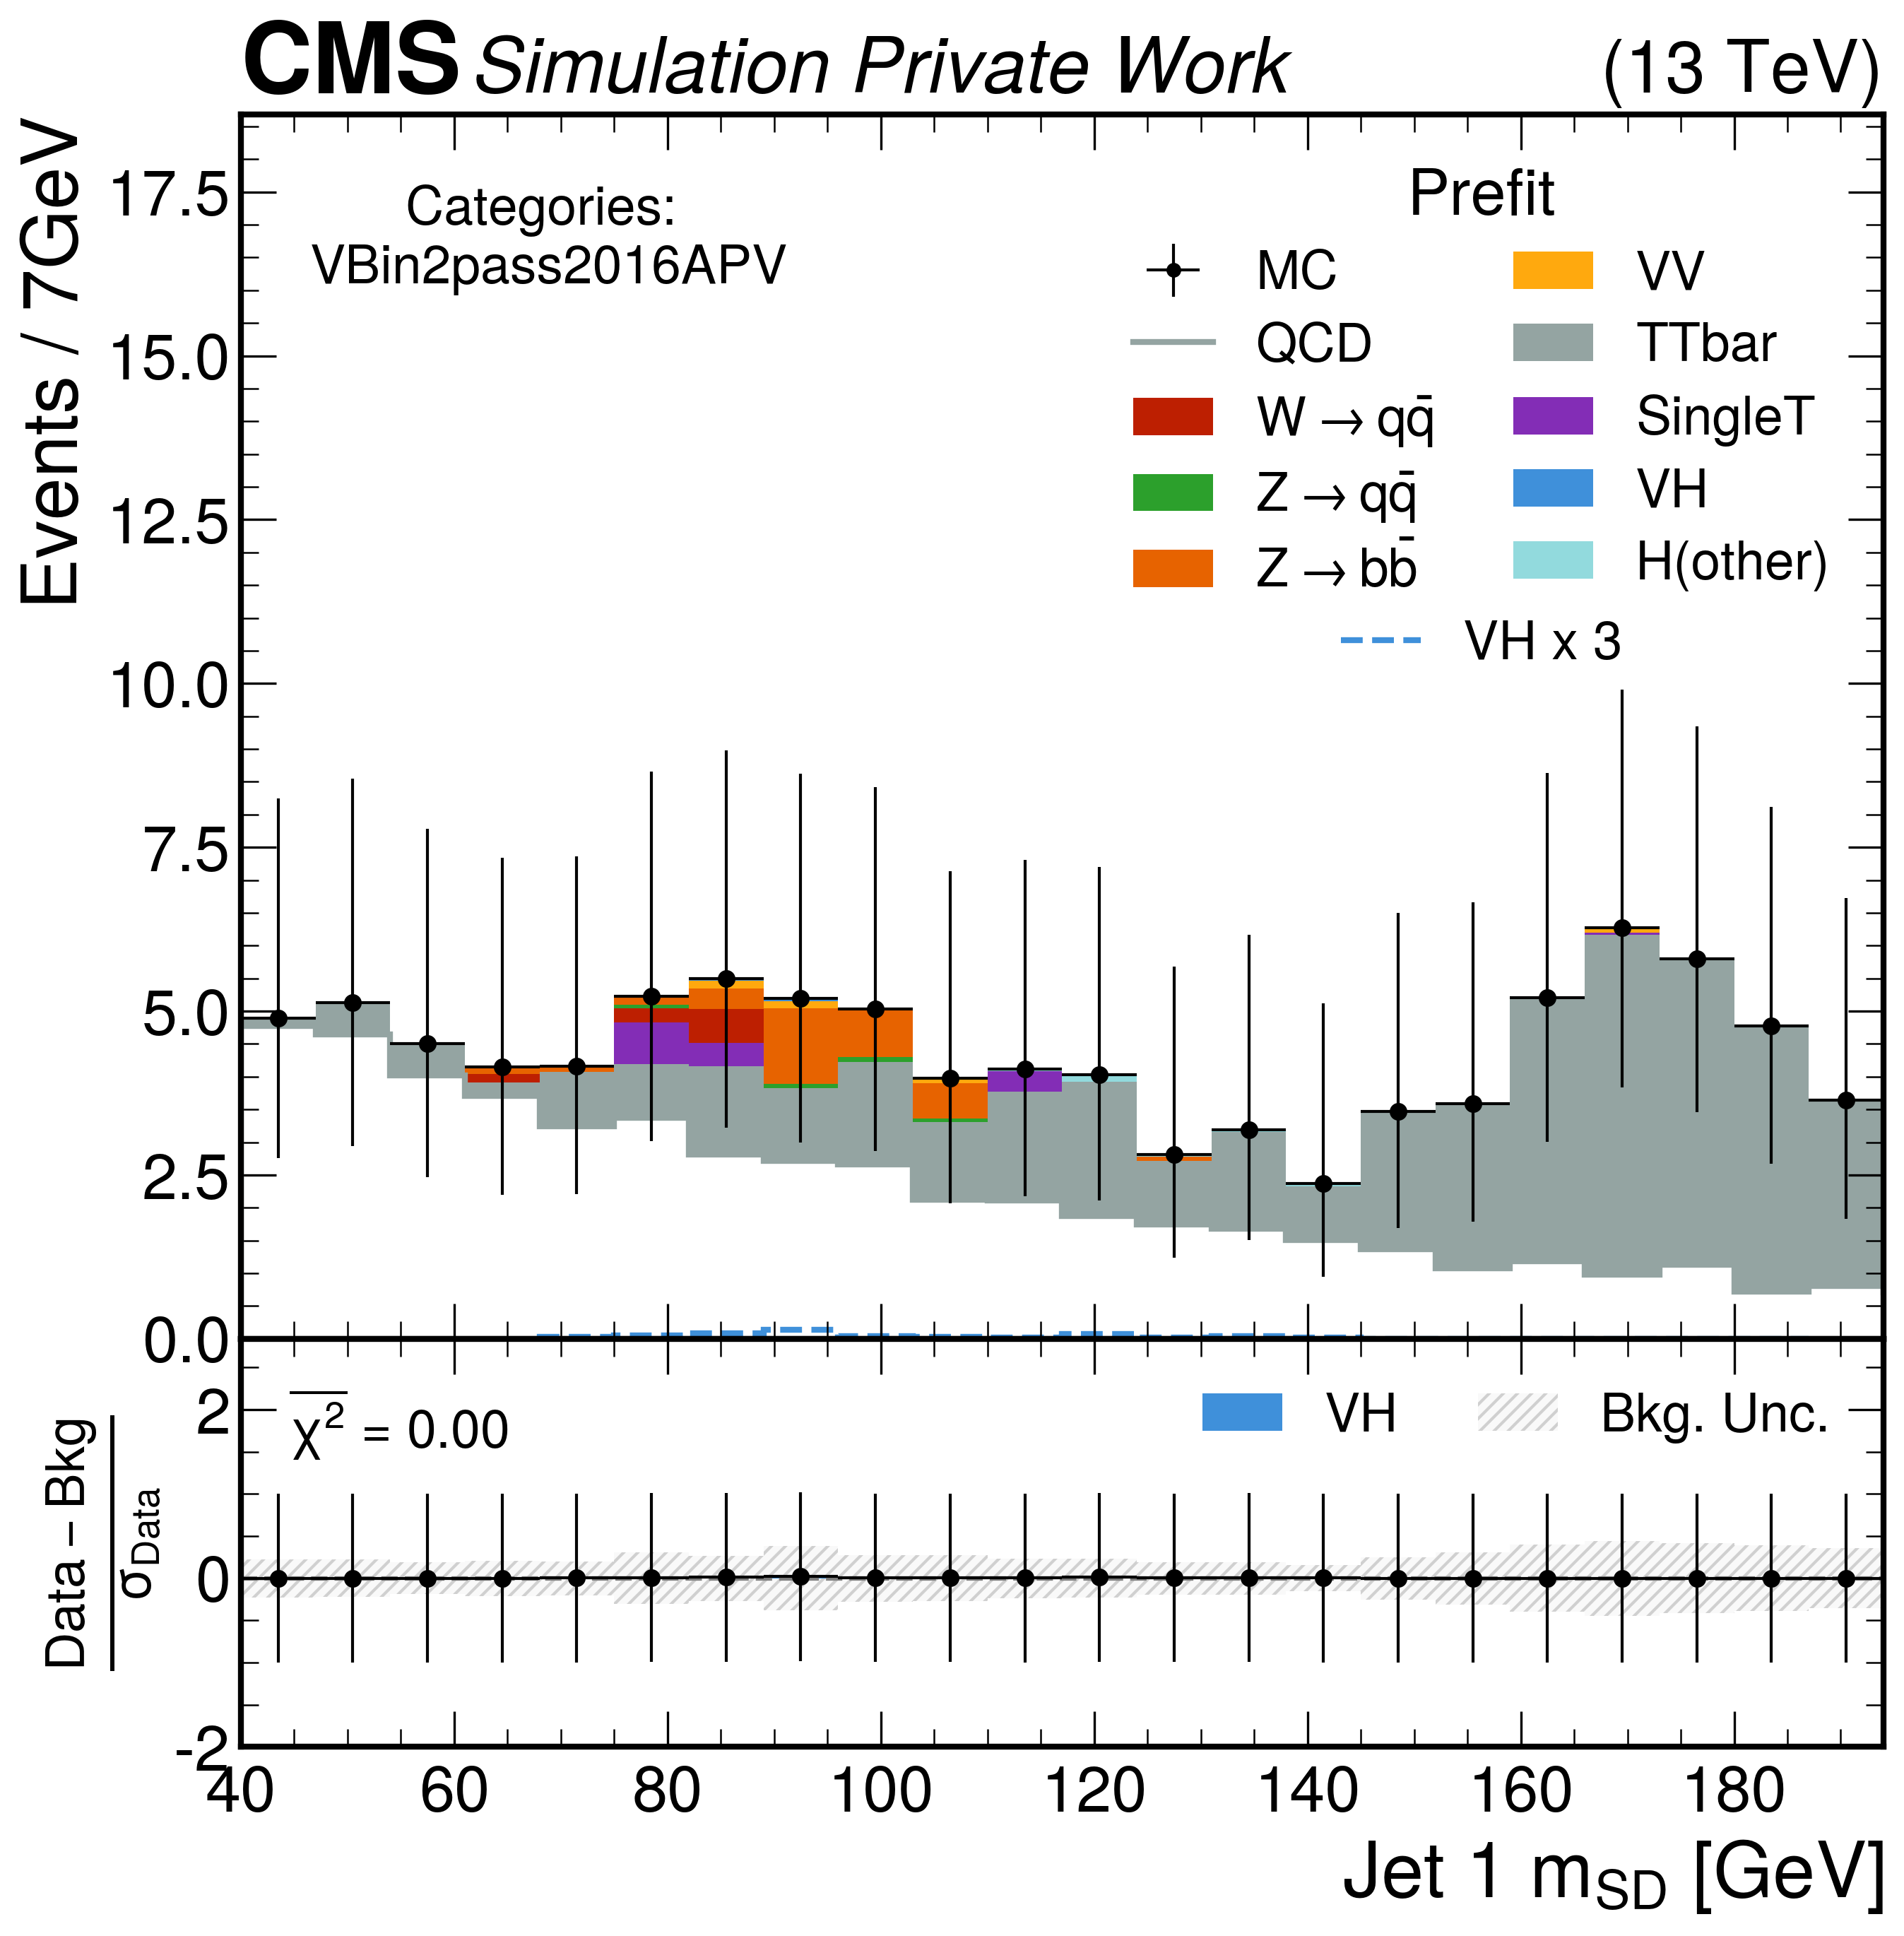 CMS Simulation Private Work (13 TeV)
Events / 7GeV
17.5
15.0
12.5
10.0
7.5
5.0
2.5
0.0
Categories:
VBin2pass2016APV
Prefit
MC
QCD
W → qq̄
Z → qq̄
Z → bb̄
VV
TTbar
SingleT
VH
H(other)
VH x 3
Data – Bkg
σ_Data
2
0
-2
χ² = 0.00
VH
Bkg. Unc.
40 60 80 100 120 140 160 180
Jet 1 m_SD [GeV]